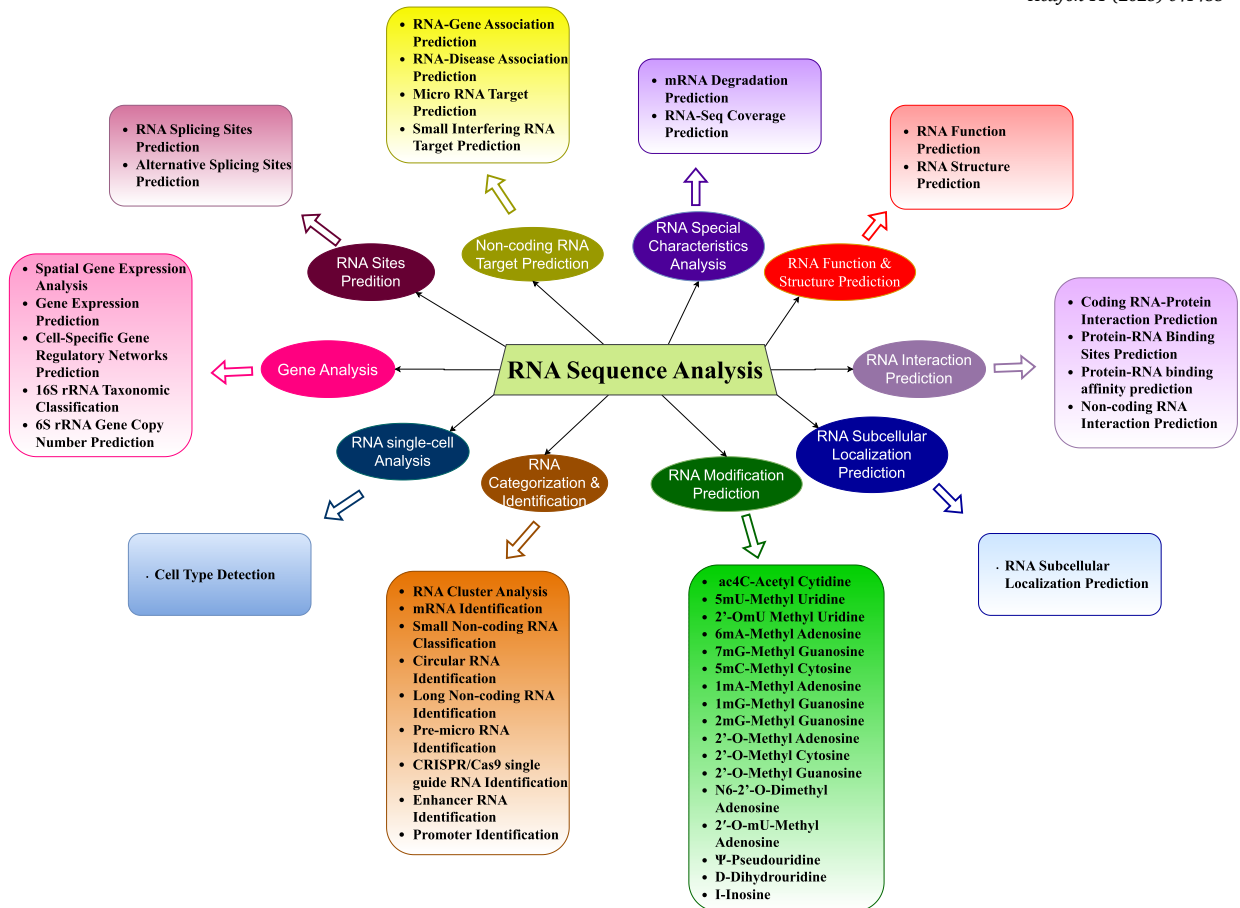 • RNA-Gene Association
Prediction
• RNA-Disease Association
Prediction
• Micro RNA Target
Prediction
• Small Interfering RNA
Target Prediction
• mRNA Degradation
Prediction
• RNA-Seq Coverage
Prediction
• RNA Splicing Sites
Prediction
• Alternative Splicing Sites
Prediction
• RNA Function
Prediction
• RNA Structure
Prediction
RNA Sites
Predition
Non-coding RNA
Target Prediction
RNA Special
Characteristics
Analysis
RNA Function &
Structure Prediction
• Spatial Gene Expression
Analysis
• Gene Expression
Prediction
• Cell-Specific Gene
Regulatory Networks
Prediction
• 16S rRNA Taxonomic
Classification
• 6S rRNA Gene Copy
Number Prediction
Gene Analysis
RNA Sequence Analysis
RNA Interaction
Prediction
• Coding RNA-Protein
Interaction Prediction
• Protein-RNA Binding
Sites Prediction
• Protein-RNA binding
affinity prediction
• Non-coding RNA
Interaction Prediction
RNA single-cell
Analysis
RNA
Categorization &
Identification
RNA Modification
Prediction
RNA Subcellular
Localization
Prediction
· Cell Type Detection
• RNA Cluster Analysis
• mRNA Identification
• Small Non-coding RNA
Classification
• Circular RNA
Identification
• Long Non-coding RNA
Identification
• Pre-micro RNA
Identification
• CRISPR/Cas9 single
guide RNA Identification
• Enhancer RNA
Identification
• Promoter Identification
• ac4C-Acetyl Cytidine
• 5mU-Methyl Uridine
• 2’-OmU Methyl Uridine
• 6mA-Methyl Adenosine
• 7mG-Methyl Guanosine
• 5mC-Methyl Cytosine
• 1mA-Methyl Adenosine
• 1mG-Methyl Guanosine
• 2mG-Methyl Guanosine
• 2’-O-Methyl Adenosine
• 2’-O-Methyl Cytosine
• 2’-O-Methyl Guanosine
• N6-2’-O-Dimethyl
Adenosine
• 2′-O-mU-Methyl
Adenosine
• Ψ-Pseudouridine
• D-Dihydrouridine
• I-Inosine
· RNA Subcellular
Localization Prediction